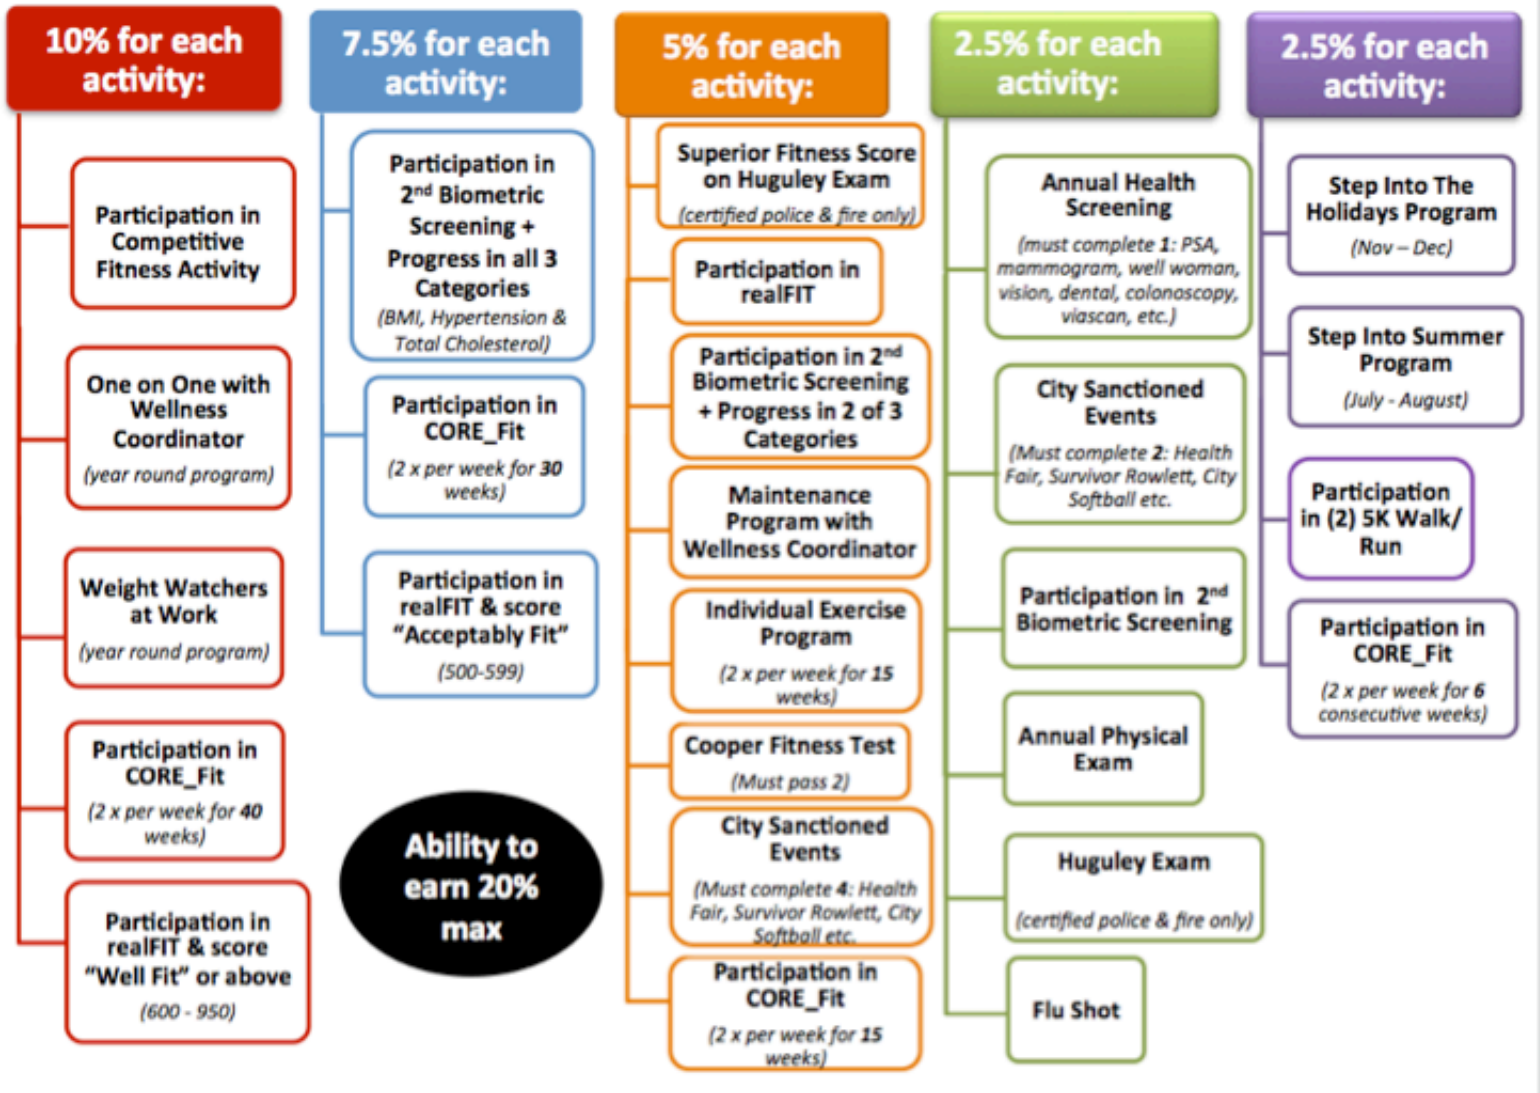 10% for each
activity:
Participation in
Competitive
Fitness Activity
One on One with
Wellness
Coordinator
(year round program)
Weight Watchers
at Work
(year round program)
Participation in
CORE_Fit
(2 x per week for 40
weeks)
Participation in
realFIT & score
“Well Fit” or above
(600 - 950)
7.5% for each
activity:
Participation in
2nd Biometric
Screening +
Progress in all 3
Categories
(BMI, Hypertension &
Total Cholesterol)
Participation in
CORE_Fit
(2 x per week for 30
weeks)
Participation in
realFIT & score
“Acceptably Fit”
(500-599)
Ability to
earn 20%
max
5% for each
activity:
Superior Fitness Score
on Huguley Exam
(certified police & fire only)
Participation in
realFIT
Participation in 2nd
Biometric Screening
+ Progress in 2 of 3
Categories
Maintenance
Program with
Wellness Coordinator
Individual Exercise
Program
(2 x per week for 15
weeks)
Cooper Fitness Test
(Must pass 2)
City Sanctioned
Events
(Must complete 4: Health
Fair, Survivor Rowlett, City
Softball etc.
Participation in
CORE_Fit
(2 x per week for 15
weeks)
2.5% for each
activity:
Annual Health
Screening
(must complete 1: PSA,
mammogram, well woman,
vision, dental, colonoscopy,
viascan, etc.)
City Sanctioned
Events
(Must complete 2: Health
Fair, Survivor Rowlett, City
Softball etc.
Participation in 2nd
Biometric Screening
Annual Physical
Exam
Huguley Exam
(certified police & fire only)
Flu Shot
2.5% for each
activity:
Step Into The
Holidays Program
(Nov – Dec)
Step Into Summer
Program
(July - August)
Participation
in (2) 5K Walk/
Run
Participation in
CORE_Fit
(2 x per week for 6
consecutive weeks)